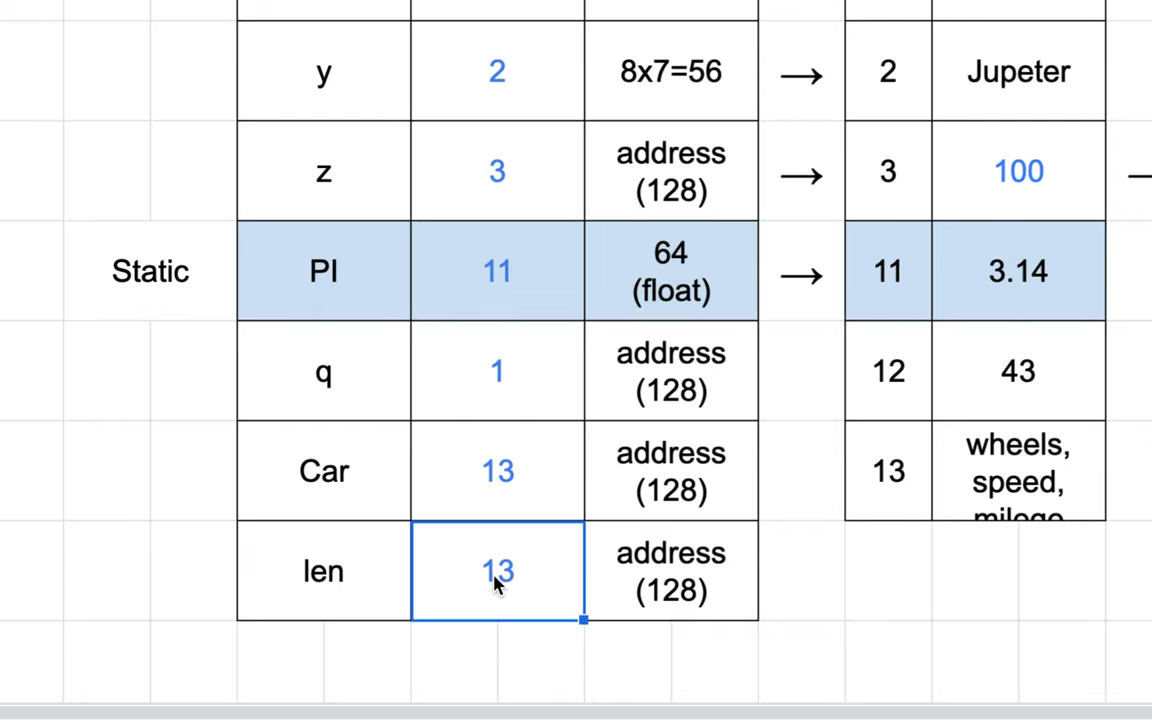 y 2 8x7=56 → 2 Jupeter
z 3 address (128) → 3 100 →
Static PI 11 64 (float) → 11 3.14
q 1 address (128) 12 43
Car 13 address (128) 13 wheels, speed,
len 13 address (128)